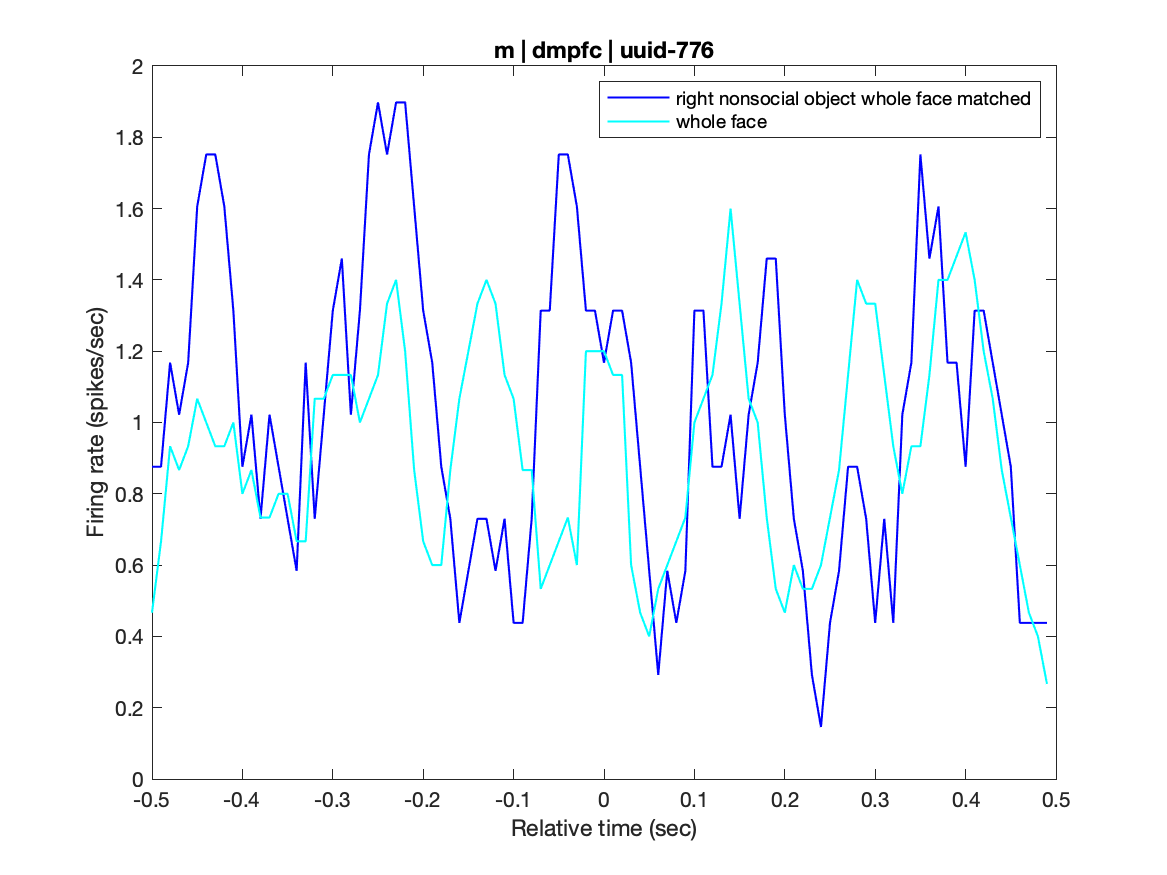 m | dmpfc | uuid-776
right nonsocial object whole face matched
whole face
Firing rate (spikes/sec)
2
1.8
1.6
1.4
1.2
1
0.8
0.6
0.4
0.2
0
-0.5 -0.4 -0.3 -0.2 -0.1 0 0.1 0.2 0.3 0.4 0.5
Relative time (sec)